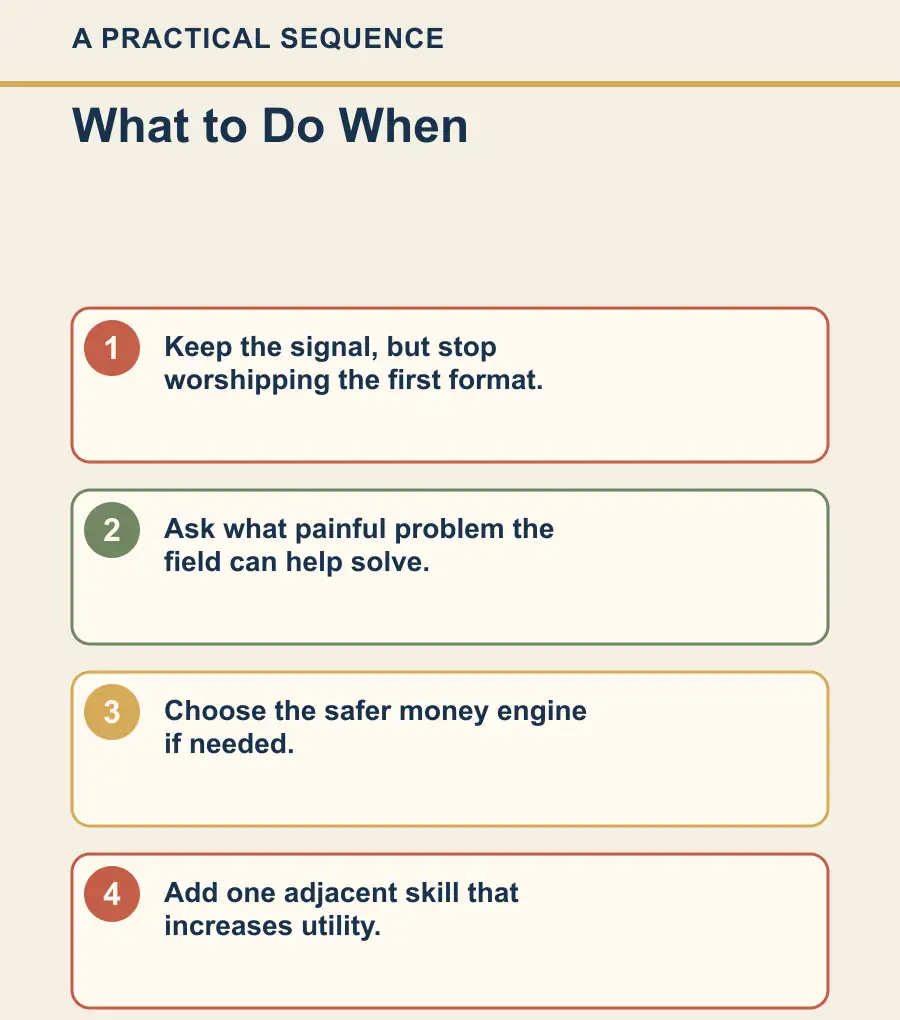 A PRACTICAL SEQUENCE
What to Do When
1
Keep the signal, but stop
worshipping the first format.
2
Ask what painful problem the
field can help solve.
3
Choose the safer money engine
if needed.
4
Add one adjacent skill that
increases utility.